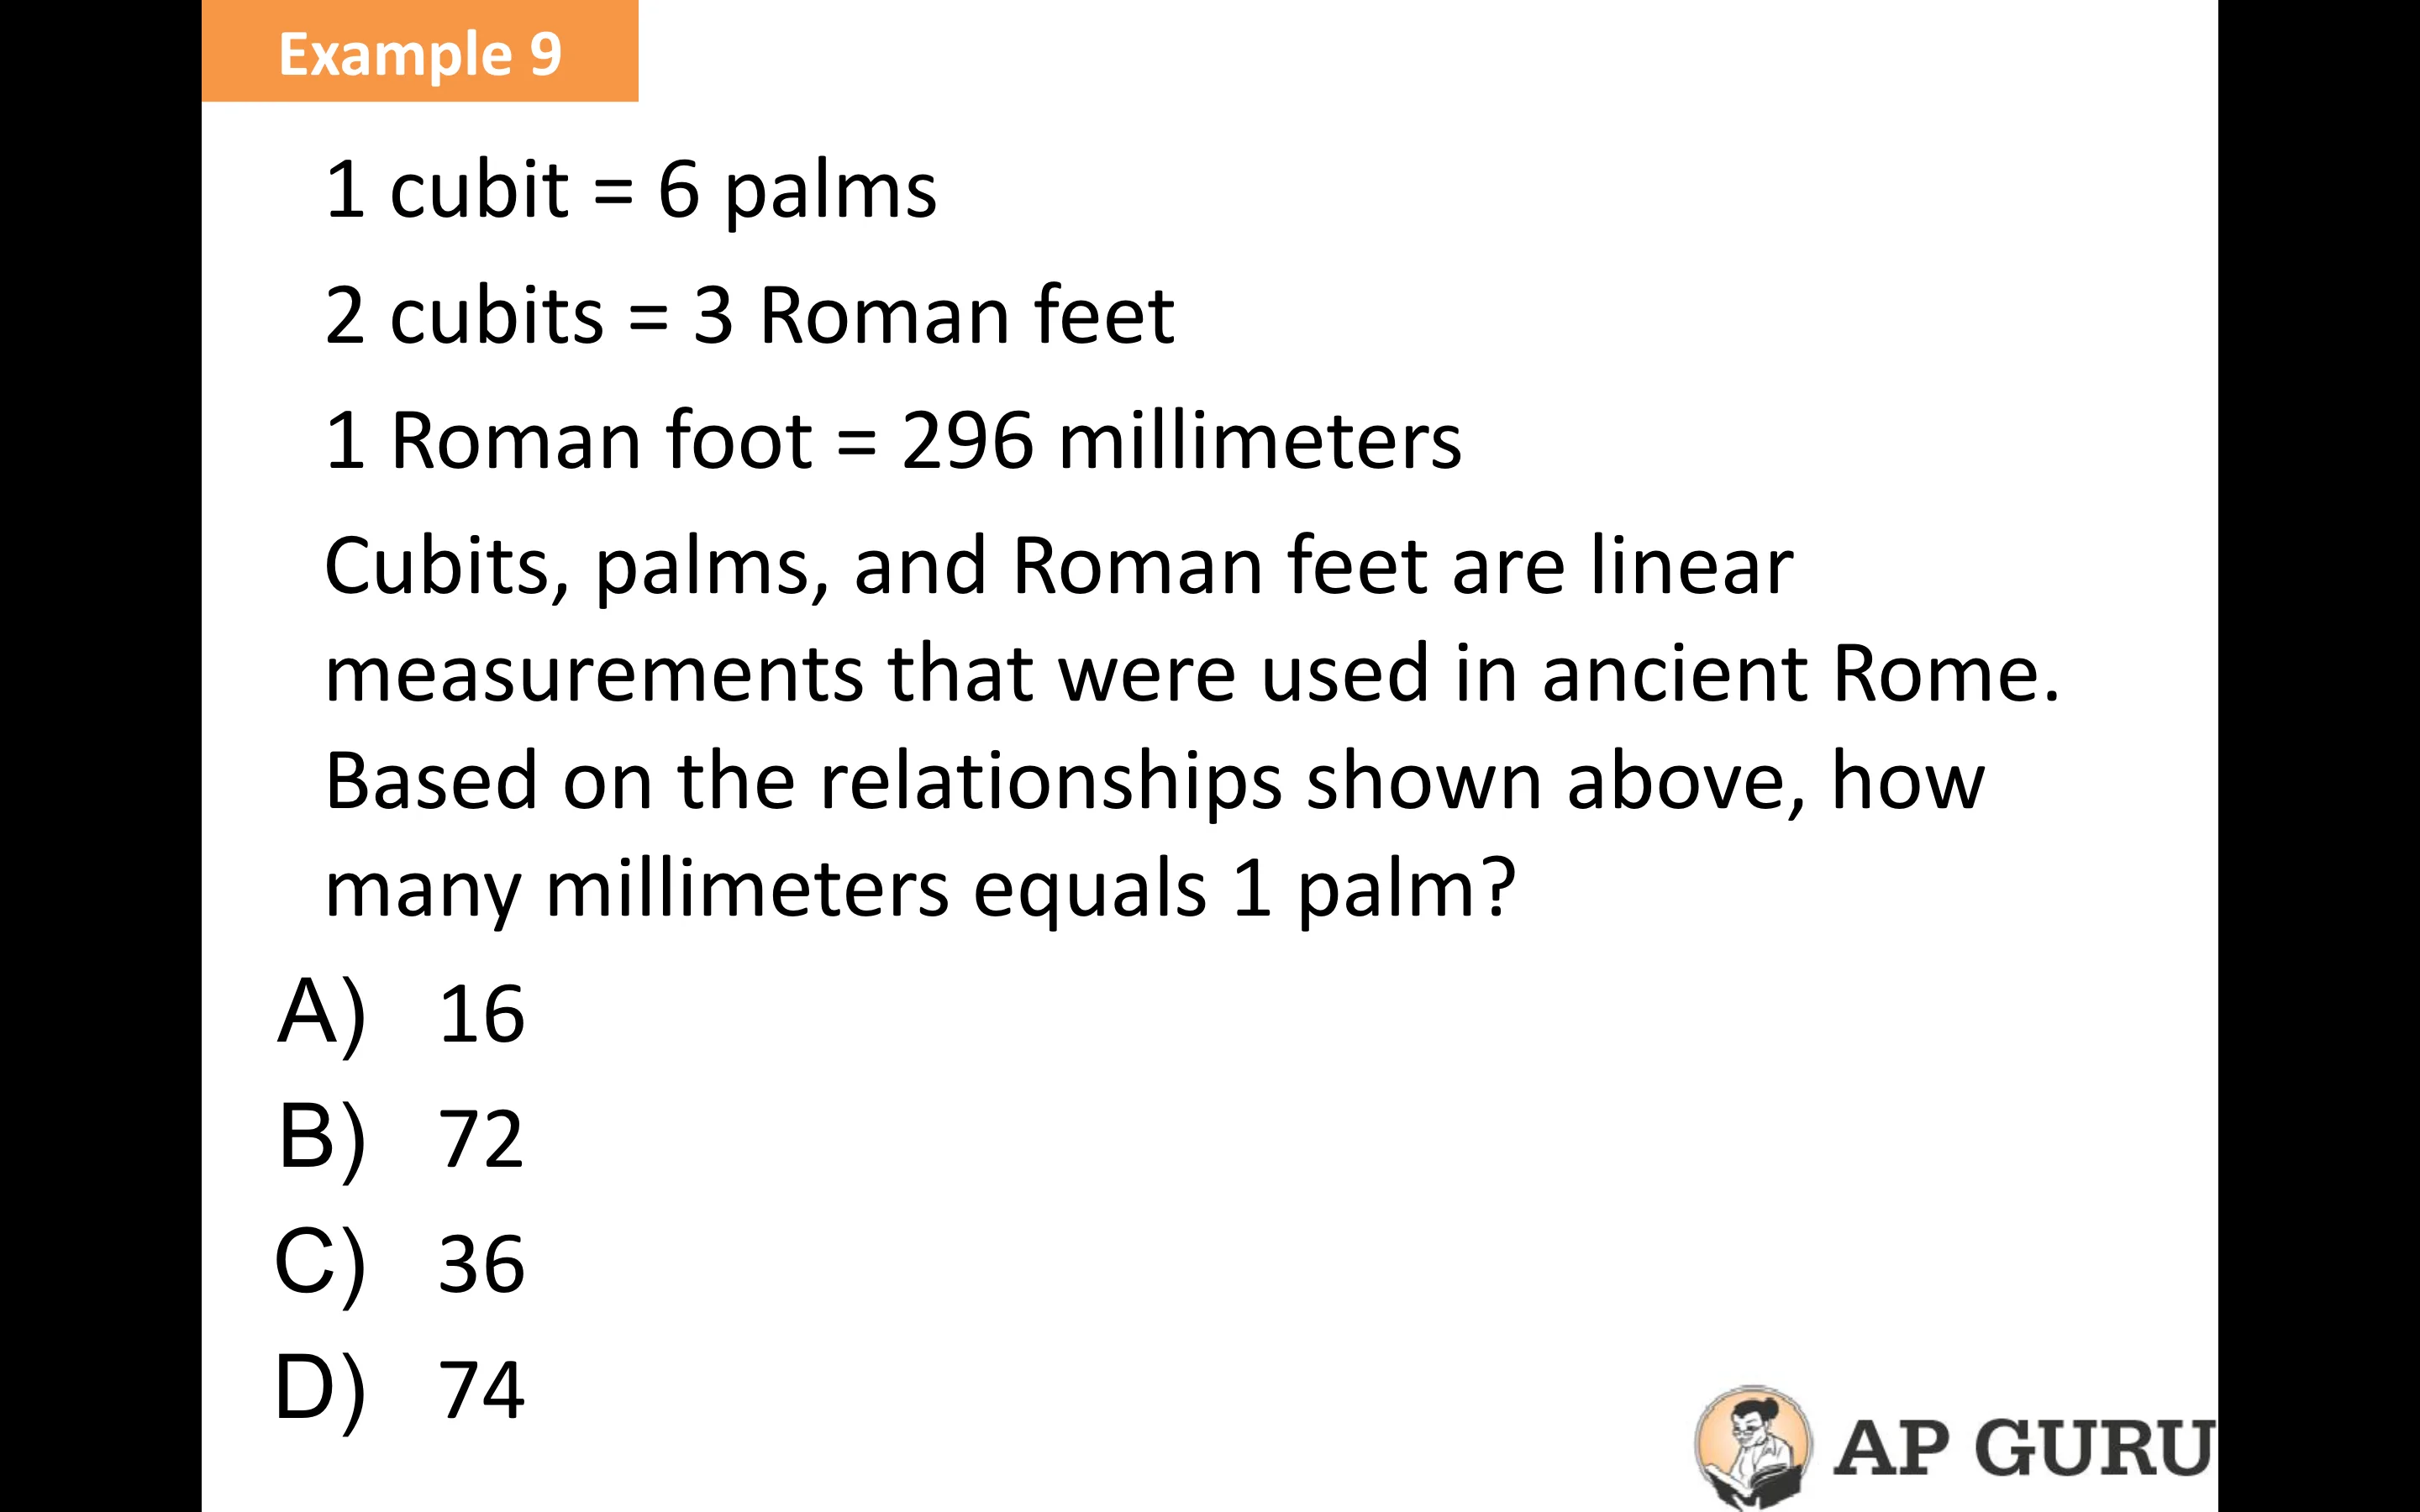 Example 9
1 cubit = 6 palms
2 cubits = 3 Roman feet
1 Roman foot = 296 millimeters
Cubits, palms, and Roman feet are linear
measurements that were used in ancient Rome.
Based on the relationships shown above, how
many millimeters equals 1 palm?
A) 16
B) 72
C) 36
D) 74
AP GURU